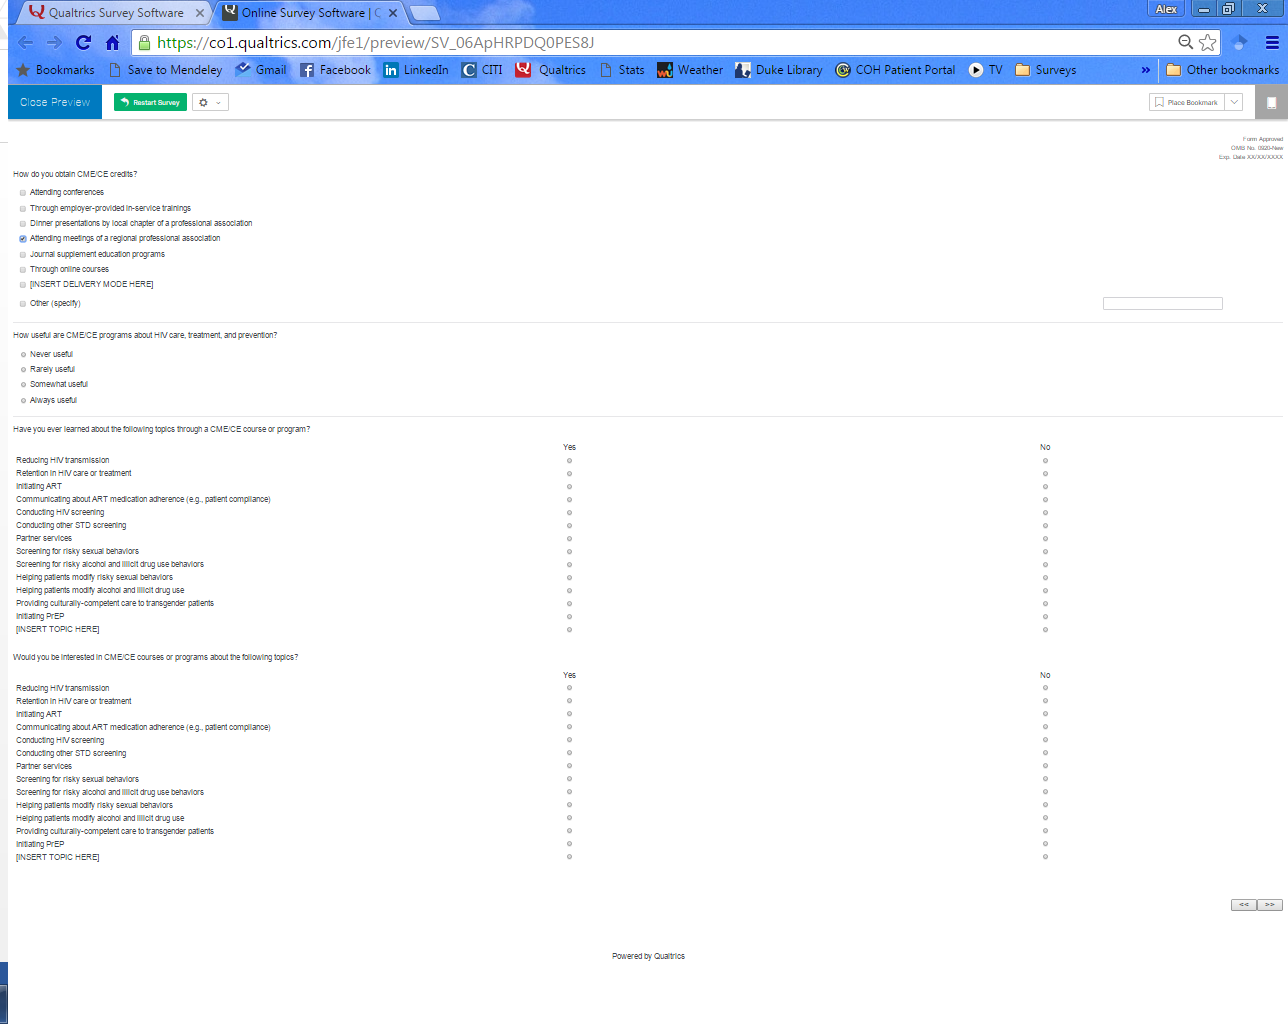 Qualtrics Survey Software
Online Survey Software | C
Alex
https://co1.qualtrics.com/jfe1/preview/SV_06ApHRPDQ0PES8J
Bookmarks Save to Mendeley Gmail Facebook LinkedIn CITI Qualtrics Stats Weather Duke Library COH Patient Portal TV Surveys » Other bookmarks
Close Preview Restart Survey Place Bookmark
Form Approved
OMB No. 0920-New
Exp. Date XX/XX/XXXX
How do you obtain CME/CE credits?
Attending conferences
Through employer-provided in-service trainings
Dinner presentations by local chapter of a professional association
Attending meetings of a regional professional association
Journal supplement education programs
Through online courses
[INSERT DELIVERY MODE HERE]
Other (specify)
How useful are CME/CE programs about HIV care, treatment, and prevention?
Never useful
Rarely useful
Somewhat useful
Always useful
Have you ever learned about the following topics through a CME/CE course or program?
Yes No
Reducing HIV transmission
Retention in HIV care or treatment
Initiating ART
Communicating about ART medication adherence (e.g., patient compliance)
Conducting HIV screening
Conducting other STD screening
Partner services
Screening for risky sexual behaviors
Screening for risky alcohol and illicit drug use behaviors
Helping patients modify risky sexual behaviors
Helping patients modify alcohol and illicit drug use
Providing culturally-competent care to transgender patients
Initiating PrEP
[INSERT TOPIC HERE]
Would you be interested in CME/CE courses or programs about the following topics?
Yes No
Reducing HIV transmission
Retention in HIV care or treatment
Initiating ART
Communicating about ART medication adherence (e.g., patient compliance)
Conducting HIV screening
Conducting other STD screening
Partner services
Screening for risky sexual behaviors
Screening for risky alcohol and illicit drug use behaviors
Helping patients modify risky sexual behaviors
Helping patients modify alcohol and illicit drug use
Providing culturally-competent care to transgender patients
Initiating PrEP
[INSERT TOPIC HERE]
<< >>
Powered by Qualtrics